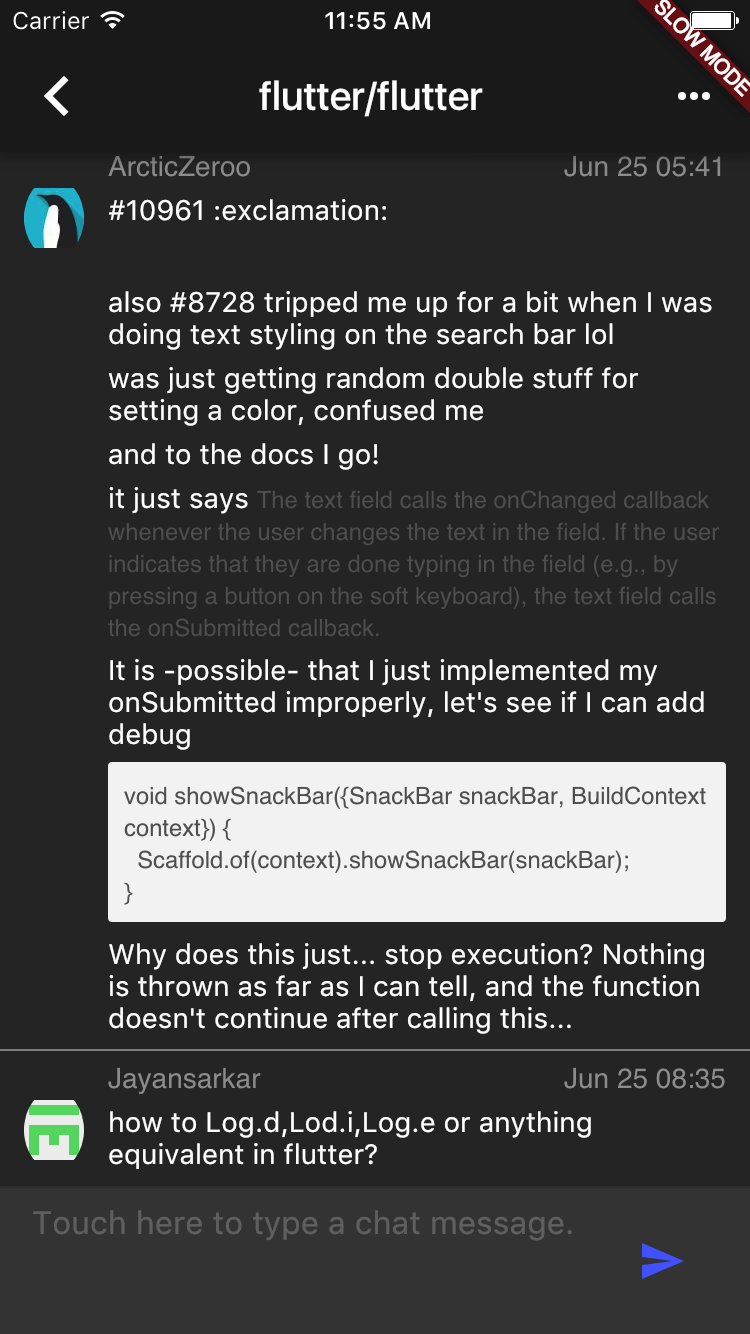 Carrier 11:55 AM
SLOW MODE
flutter/flutter
ArcticZeroo Jun 25 05:41
#10961 :exclamation:
also #8728 tripped me up for a bit when I was
doing text styling on the search bar lol
was just getting random double stuff for
setting a color, confused me
and to the docs I go!
it just says The text field calls the onChanged callback
whenever the user changes the text in the field. If the user
indicates that they are done typing in the field (e.g., by
pressing a button on the soft keyboard), the text field calls
the onSubmitted callback.
It is -possible- that I just implemented my
onSubmitted improperly, let's see if I can add
debug
void showSnackBar({SnackBar snackBar, BuildContext
context}) {
  Scaffold.of(context).showSnackBar(snackBar);
}
Why does this just... stop execution? Nothing
is thrown as far as I can tell, and the function
doesn't continue after calling this...
Jayansarkar Jun 25 08:35
how to Log.d,Lod.i,Log.e or anything
equivalent in flutter?
Touch here to type a chat message.